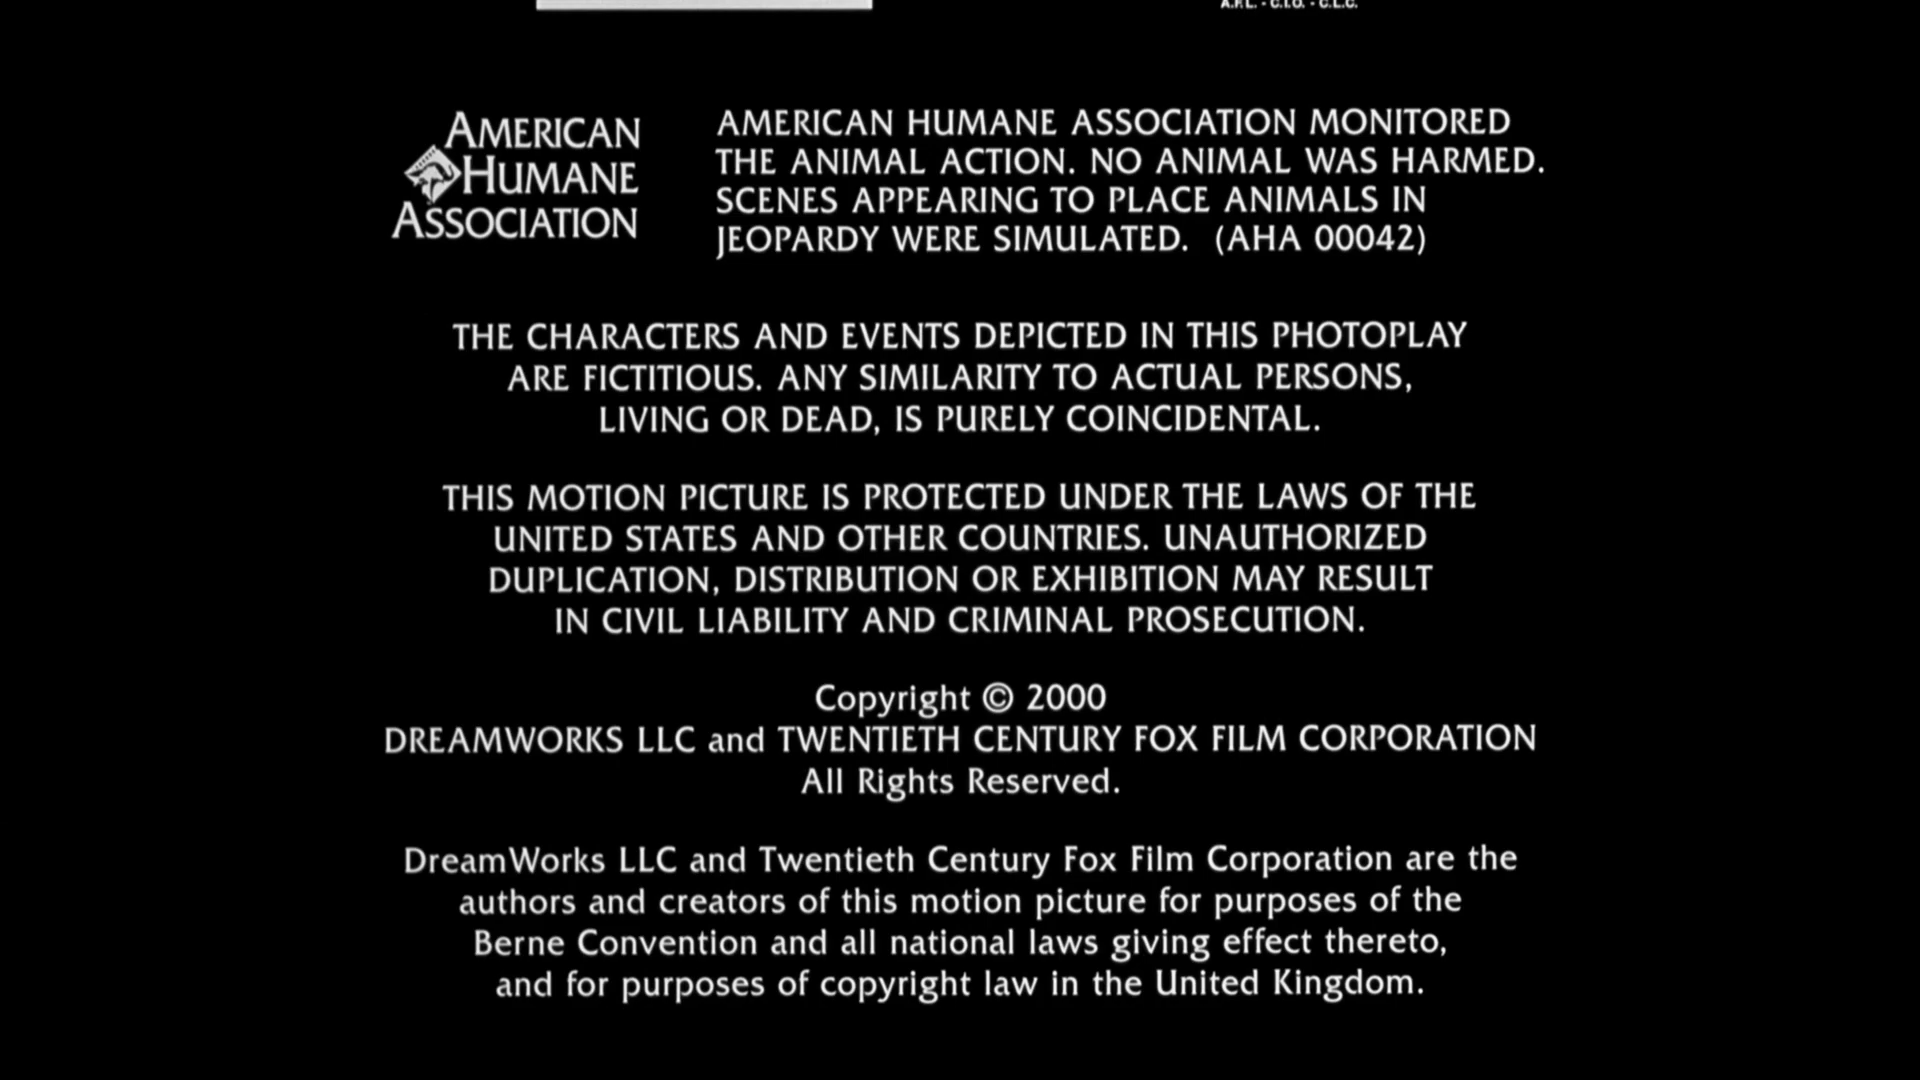 A.F.L. - C.I.O. - C.L.C.
AMERICAN
HUMANE
ASSOCIATION
AMERICAN HUMANE ASSOCIATION MONITORED
THE ANIMAL ACTION. NO ANIMAL WAS HARMED.
SCENES APPEARING TO PLACE ANIMALS IN
JEOPARDY WERE SIMULATED. (AHA 00042)
THE CHARACTERS AND EVENTS DEPICTED IN THIS PHOTOPLAY
ARE FICTITIOUS. ANY SIMILARITY TO ACTUAL PERSONS,
LIVING OR DEAD, IS PURELY COINCIDENTAL.
THIS MOTION PICTURE IS PROTECTED UNDER THE LAWS OF THE
UNITED STATES AND OTHER COUNTRIES. UNAUTHORIZED
DUPLICATION, DISTRIBUTION OR EXHIBITION MAY RESULT
IN CIVIL LIABILITY AND CRIMINAL PROSECUTION.
Copyright © 2000
DREAMWORKS LLC and TWENTIETH CENTURY FOX FILM CORPORATION
All Rights Reserved.
DreamWorks LLC and Twentieth Century Fox Film Corporation are the
authors and creators of this motion picture for purposes of the
Berne Convention and all national laws giving effect thereto,
and for purposes of copyright law in the United Kingdom.